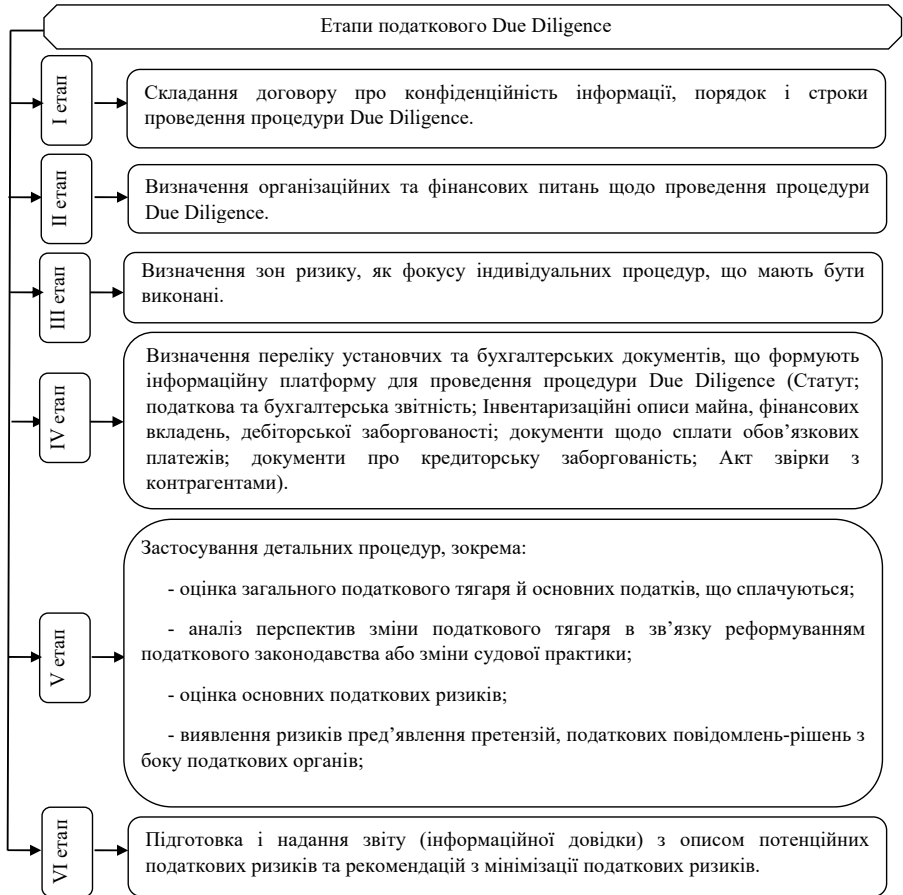 Етапи податкового Due Diligence
І етап
Складання договору про конфіденційність інформації, порядок і строки
проведення процедури Due Diligence.
ІІ етап
Визначення організаційних та фінансових питань щодо проведення процедури
Due Diligence.
ІІІ етап
Визначення зон ризику, як фокусу індивідуальних процедур, що мають бути
виконані.
IV етап
Визначення переліку установчих та бухгалтерських документів, що формують
інформаційну платформу для проведення процедури Due Diligence (Статут;
податкова та бухгалтерська звітність; Інвентаризаційні описи майна, фінансових
вкладень, дебіторської заборгованості; документи щодо сплати обов’язкових
платежів; документи про кредиторську заборгованість; Акт звірки з
контрагентами).
V етап
Застосування детальних процедур, зокрема:
- оцінка загального податкового тягаря й основних податків, що сплачуються;
- аналіз перспектив зміни податкового тягаря в зв’язку реформуванням
податкового законодавства або зміни судової практики;
- оцінка основних податкових ризиків;
- виявлення ризиків пред’явлення претензій, податкових повідомлень-рішень з
боку податкових органів;
VI етап
Підготовка і надання звіту (інформаційної довідки) з описом потенційних
податкових ризиків та рекомендацій з мінімізації податкових ризиків.